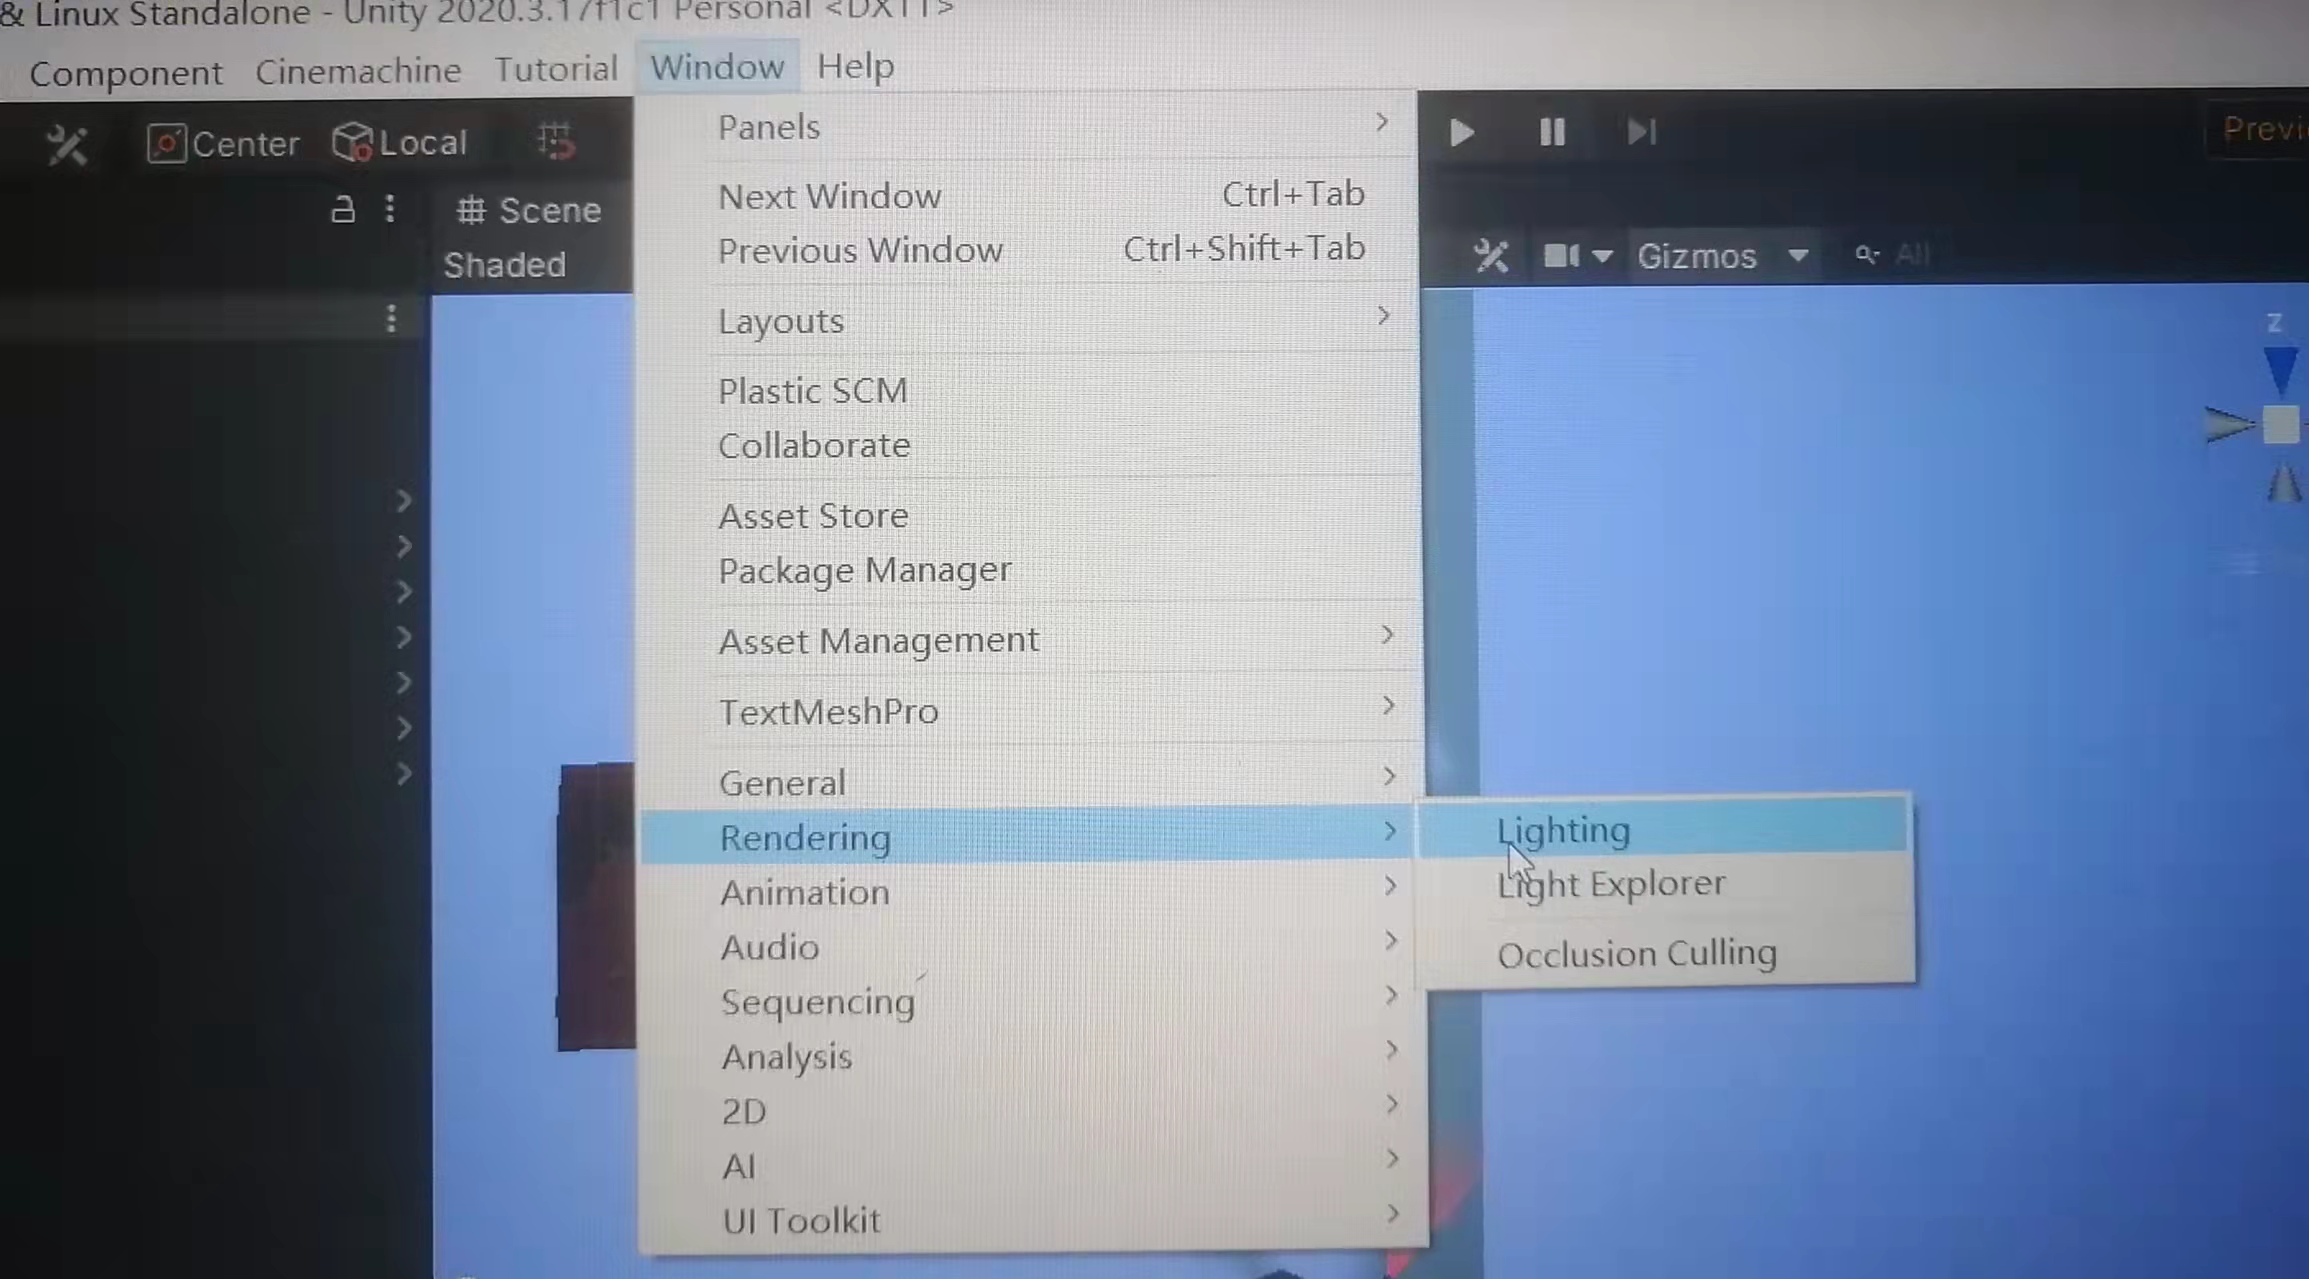 & Linux Standalone - Unity 2020.3.17f1c1 Personal <DX11>
Component Cinemachine Tutorial Window Help
Center Local
Previ
Scene
Shaded
Gizmos All
Panels
Next Window Ctrl+Tab
Previous Window Ctrl+Shift+Tab
Layouts
Plastic SCM
Collaborate
Asset Store
Package Manager
Asset Management
TextMeshPro
General
Rendering
Animation
Audio
Sequencing
Analysis
2D
AI
UI Toolkit
Lighting
Light Explorer
Occlusion Culling
z